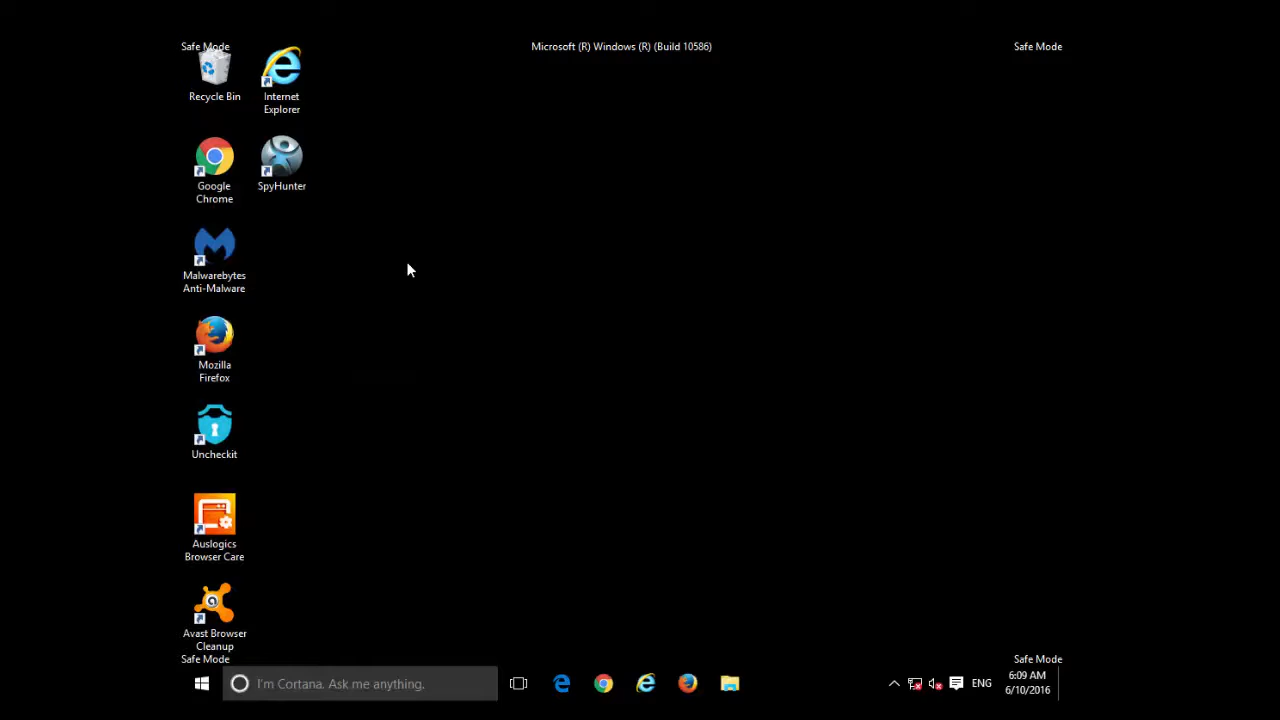 Safe Mode
Microsoft (R) Windows (R) (Build 10586)
Safe Mode
Recycle Bin
Internet
Explorer
Google
Chrome
SpyHunter
Malwarebytes
Anti-Malware
Mozilla
Firefox
Uncheckit
Auslogics
Browser Care
Avast Browser
Cleanup
Safe Mode
Safe Mode
I'm Cortana. Ask me anything.
ENG
6:09 AM
6/10/2016